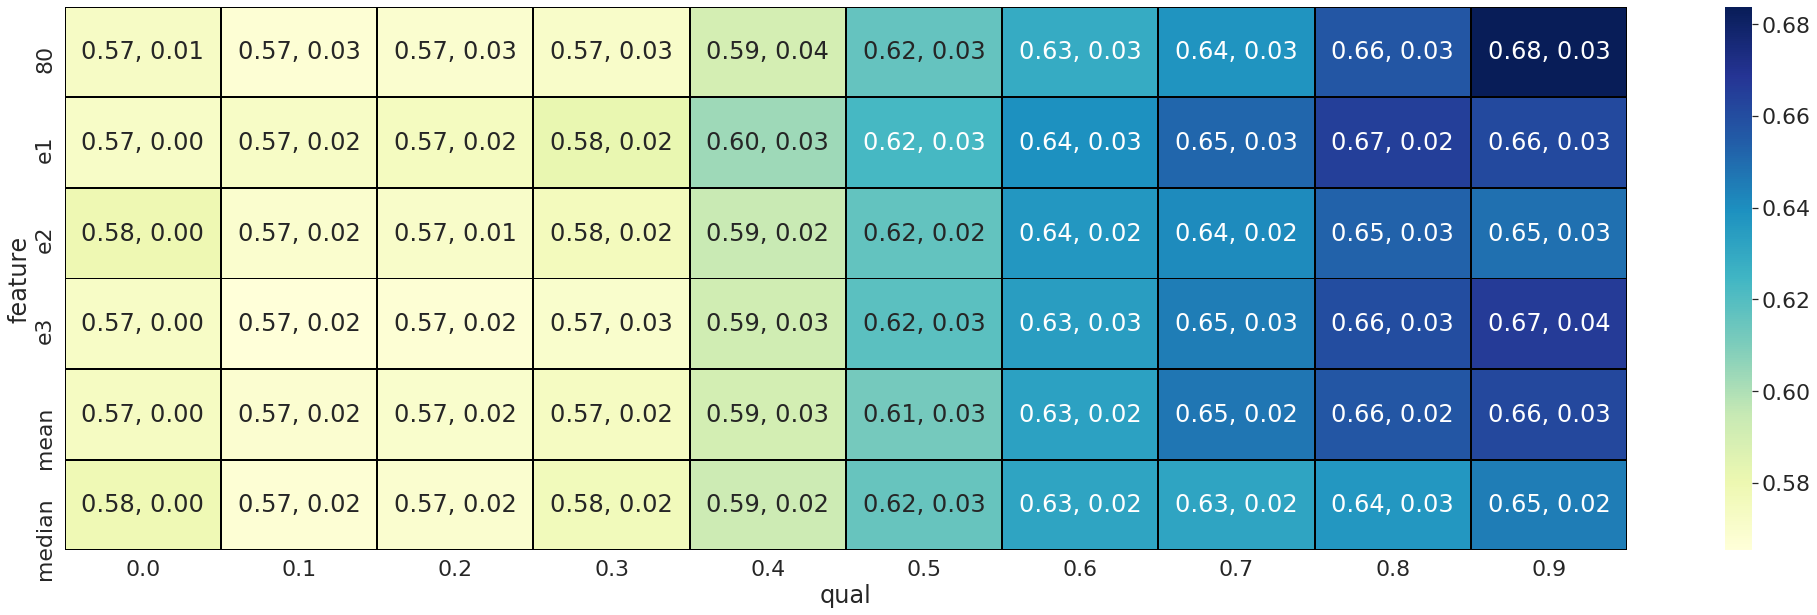 80 0.57, 0.01 0.57, 0.03 0.57, 0.03 0.57, 0.03 0.59, 0.04 0.62, 0.03 0.63, 0.03 0.64, 0.03 0.66, 0.03 0.68, 0.03
e1 0.57, 0.00 0.57, 0.02 0.57, 0.02 0.58, 0.02 0.60, 0.03 0.62, 0.03 0.64, 0.03 0.65, 0.03 0.67, 0.02 0.66, 0.03
e2 0.58, 0.00 0.57, 0.02 0.57, 0.01 0.58, 0.02 0.59, 0.02 0.62, 0.02 0.64, 0.02 0.64, 0.02 0.65, 0.03 0.65, 0.03
e3 0.57, 0.00 0.57, 0.02 0.57, 0.02 0.57, 0.03 0.59, 0.03 0.62, 0.03 0.63, 0.03 0.65, 0.03 0.66, 0.03 0.67, 0.04
mean 0.57, 0.00 0.57, 0.02 0.57, 0.02 0.57, 0.02 0.59, 0.03 0.61, 0.03 0.63, 0.02 0.65, 0.02 0.66, 0.02 0.66, 0.03
median 0.58, 0.00 0.57, 0.02 0.57, 0.02 0.58, 0.02 0.59, 0.02 0.62, 0.03 0.63, 0.02 0.63, 0.02 0.64, 0.03 0.65, 0.02
0.0 0.1 0.2 0.3 0.4 0.5 0.6 0.7 0.8 0.9
qual
feature
0.68
0.66
0.64
0.62
0.60
0.58